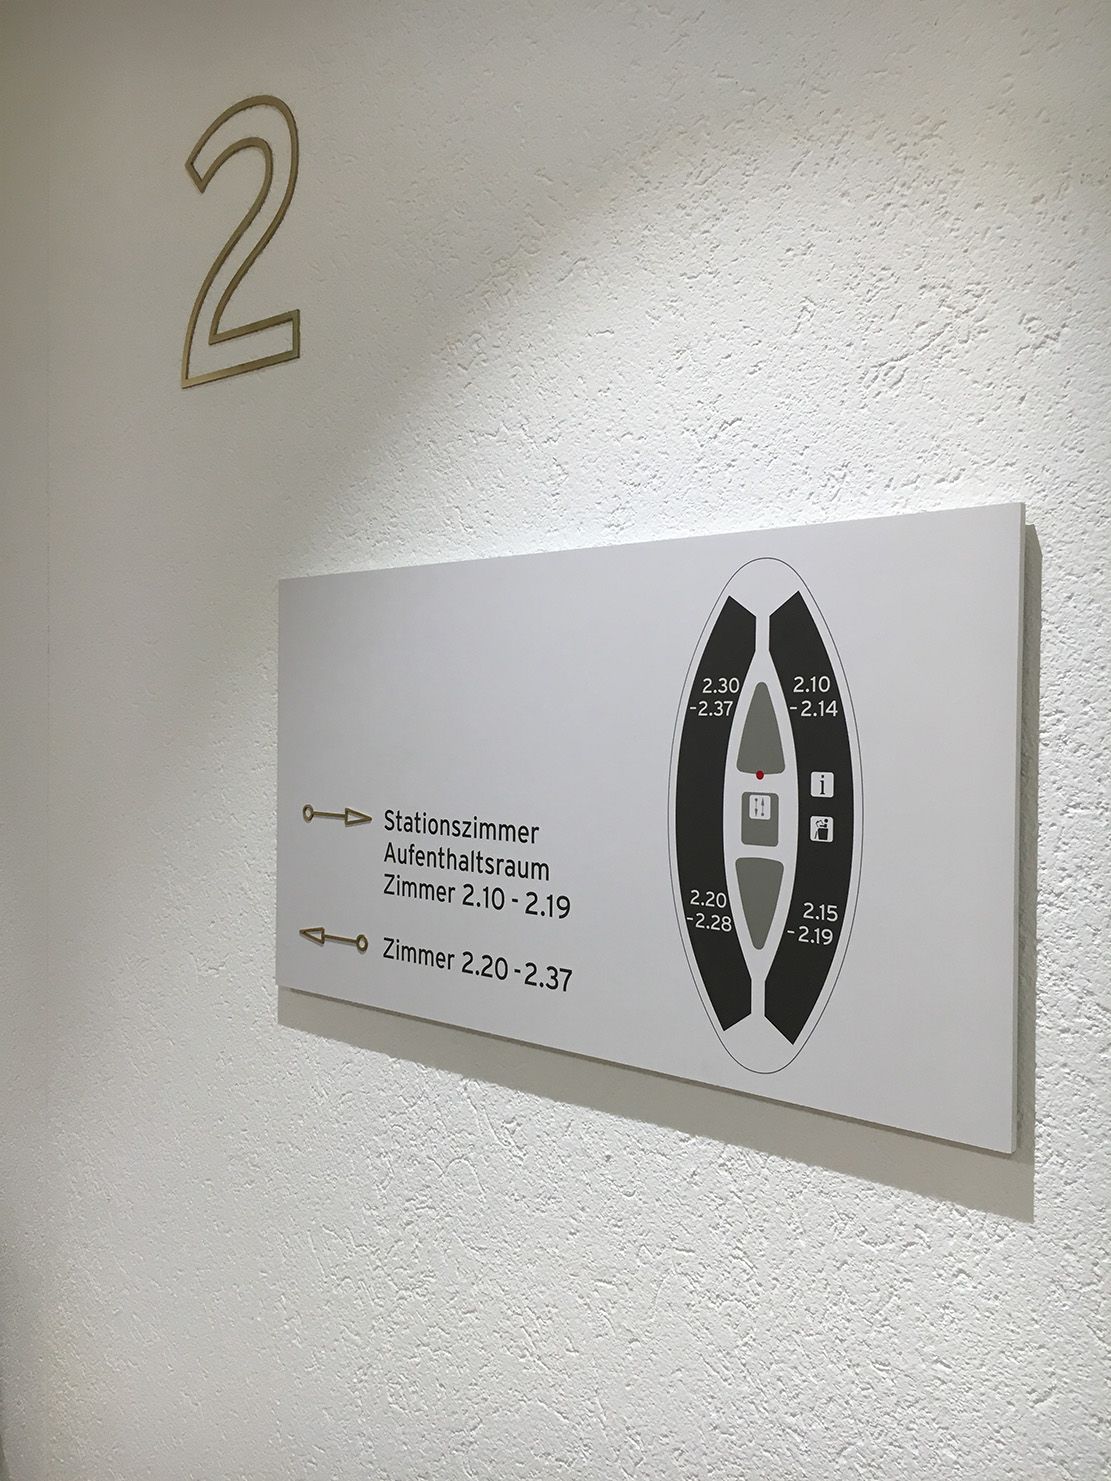 2
Stationszimmer
Aufenthaltsraum
Zimmer 2.10 - 2.19
Zimmer 2.20 - 2.37
2.30
-2.37
2.10
-2.14
i
2.20
-2.28
2.15
-2.19